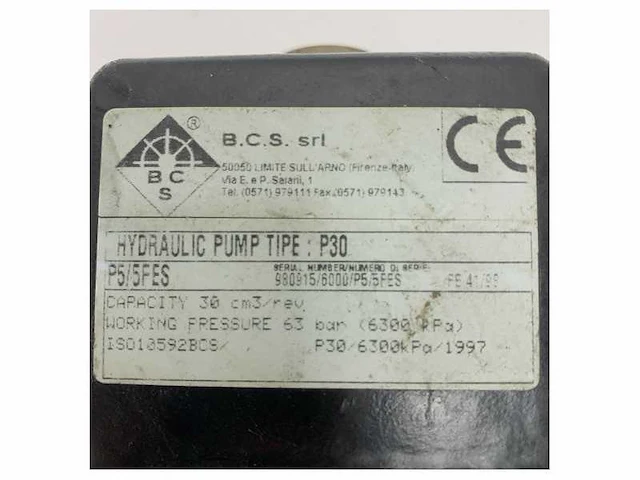 ®
B C
S
B.C.S. srl
50050 LIMITE SULL'ARNO (Firenze-Italy)
Via E. e P. Salani, 1
Tel. (0571) 979111 Fax (0571) 979143
CE
HYDRAULIC PUMP TIPE : P30
SERIAL NUMBER/NUMERO DI SERIE
P5/5FES 980915/6000/P5/5FES
CAPACITY 30 cm3/rev
WORKING PRESSURE 63 bar (6300 kPa)
ISO10592BCS/ P30/6300kPa/1997